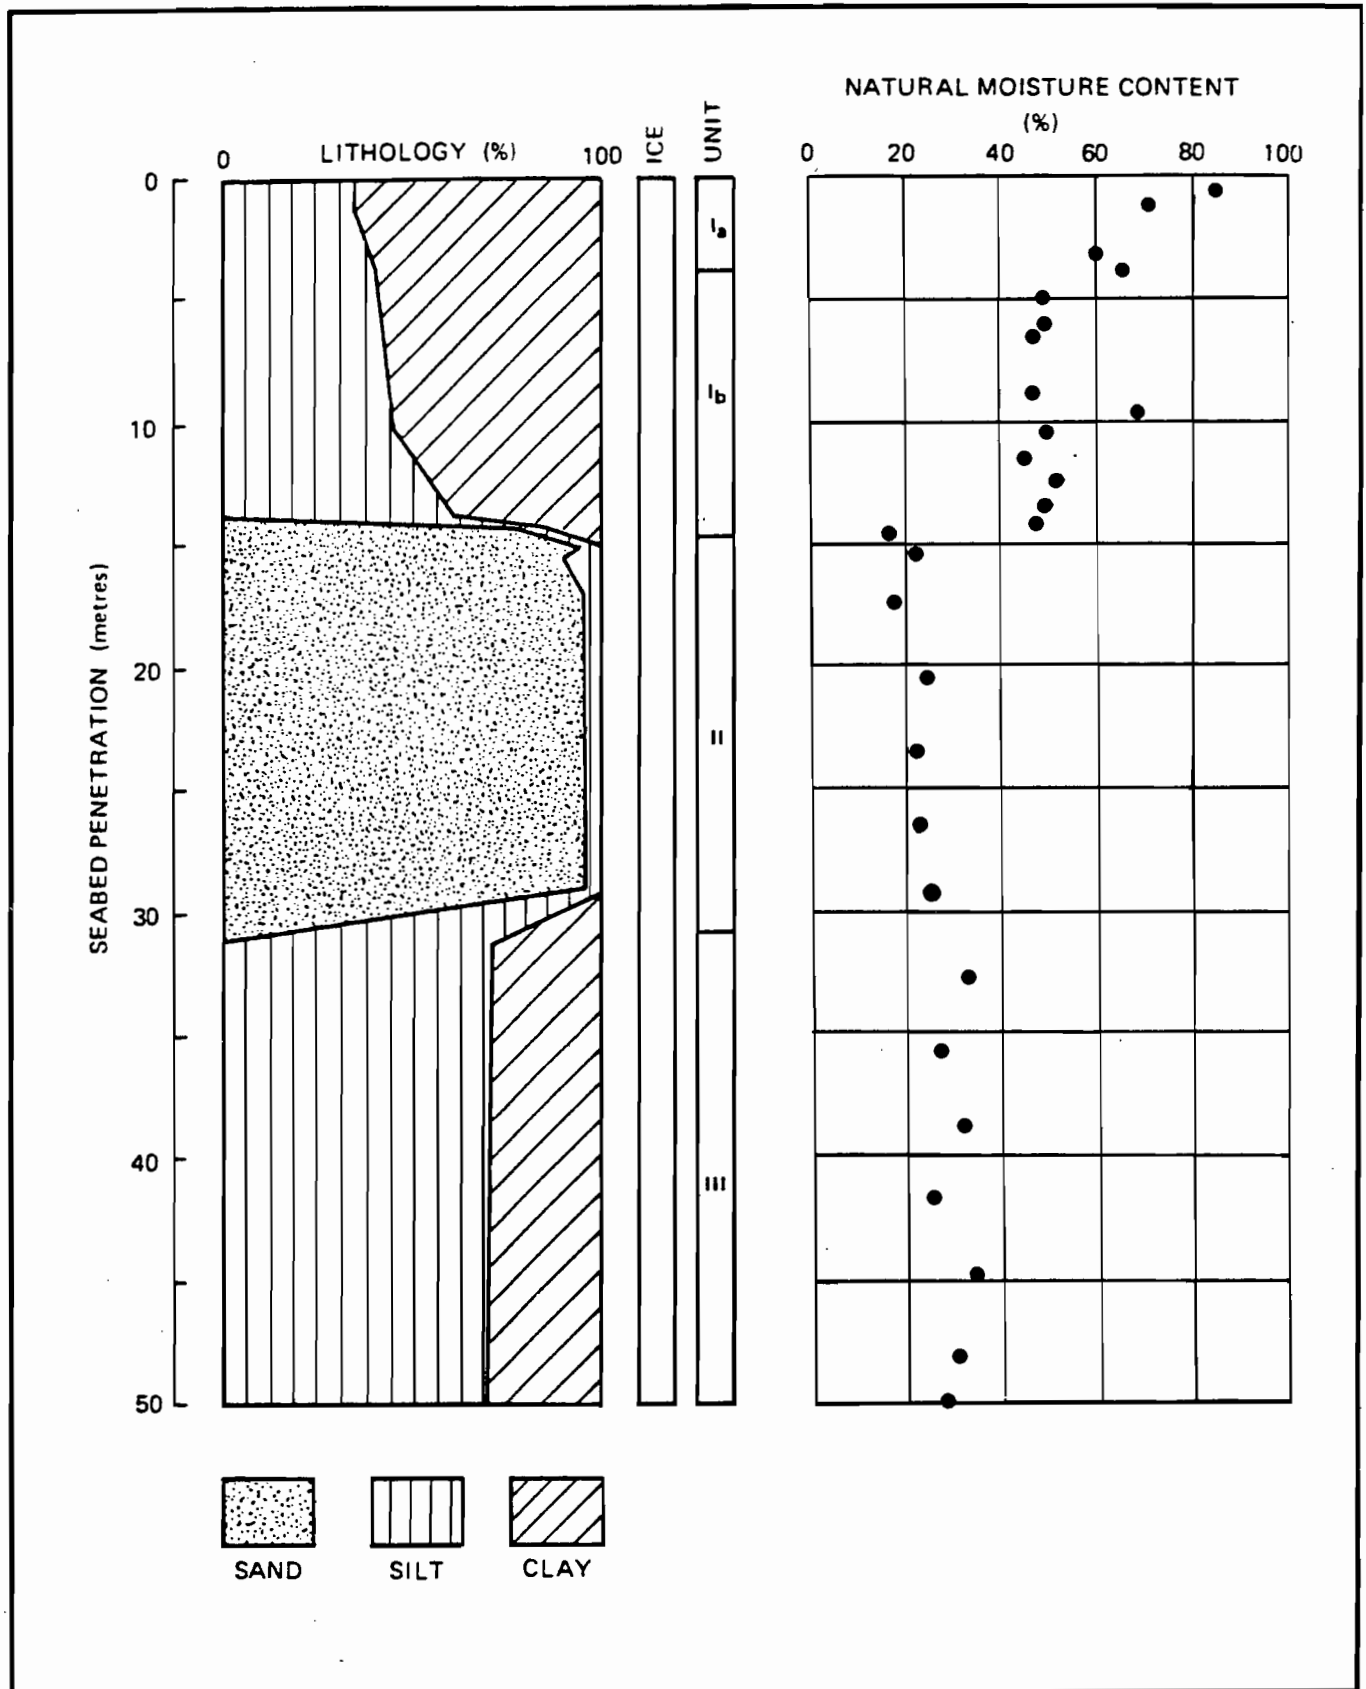 NATURAL MOISTURE CONTENT
(%)
0 LITHOLOGY (%) 100 ICE UNIT 0 20 40 60 80 100
0
Ia
Ib
10
SEABED PENETRATION (metres)
20
II
30
40
III
50
SAND SILT CLAY